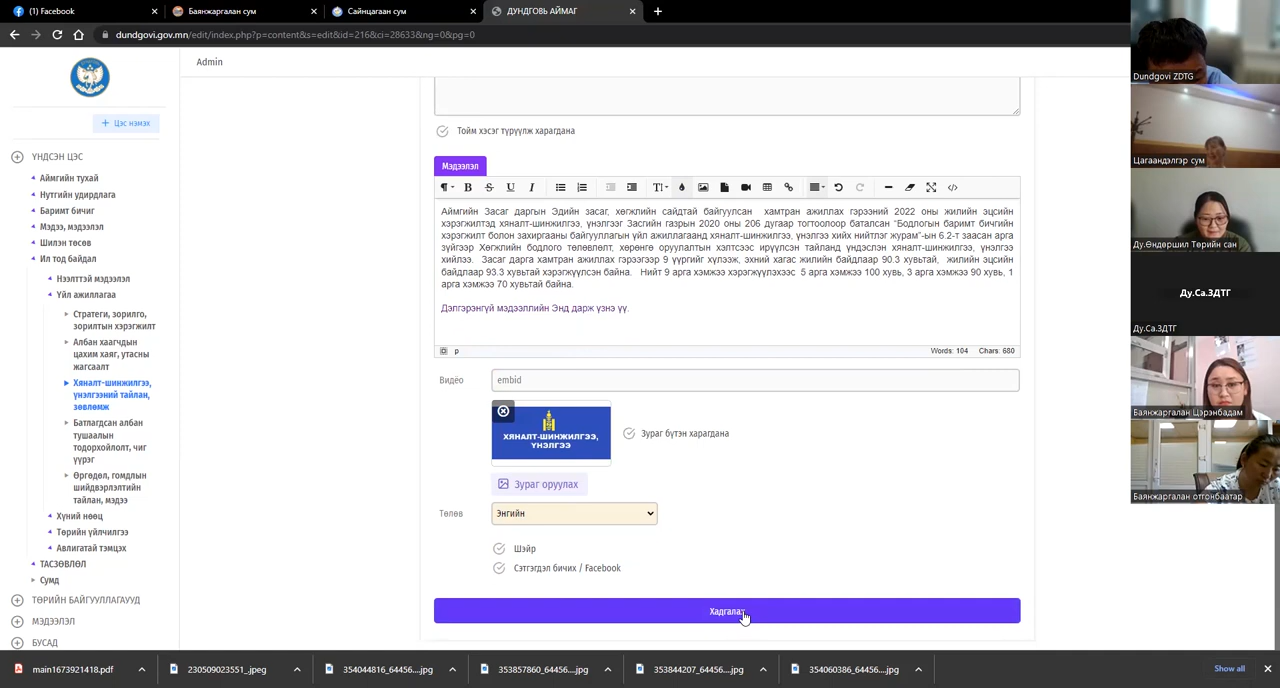 (1) Facebook
Баянжаргалан сум
Сайнцагаан сум
ДУНДГОВЬ АЙМАГ
dundgovi.gov.mn/edit/index.php?p=content&s=edit&id=216&ci=28633&ng=0&pg=0
Admin
+ Цэс нэмэх
ҮНДСЭН ЦЭС
Аймгийн тухай
Нутгийн удирдлага
Баримт бичиг
Мэдээ, мэдээлэл
Шилэн төсөв
Ил тод байдал
Нээлттэй мэдээлэл
Үйл ажиллагаа
Стратеги, зорилго,
зорилтын хэрэгжилт
Албан хаагчдын
цахим хаяг, утасны
жагсаалт
Хяналт-шинжилгээ,
үнэлгээний тайлан,
зөвлөмж
Батлагдсан албан
тушаалын
тодорхойлолт, чиг
үүрэг
Өргөдөл, гомдлын
шийдвэрлэлтийн
тайлан, мэдээ
Хүний нөөц
Төрийн үйлчилгээ
Авлигатай тэмцэх
ТАСЗӨВЛӨЛ
Сумд
ТӨРИЙН БАЙГУУЛЛАГАУУД
МЭДЭЭЛЭЛ
БУСАД
Тойм хэсэг түрүүлж харагдана
Мэдээлэл
Аймгийн Засаг даргын Эдийн засаг, хөгжлийн сайдтай байгуулсан хамтран ажиллах гэрээний 2022 оны жилийн эцсийн
хэрэгжилтэд хяналт-шинжилгээ, үнэлгээг Засгийн газрын 2020 оны 206 дугаар тогтоолоор баталсан "Бодлогын баримт бичгийн
хэрэгжилт болон захиргааны байгууллагын үйл ажиллагаанд хяналт-шинжилгээ, үнэлгээ хийх нийтлэг журам"-ын 6.2-т заасан арга
зүйгээр Хөгжлийн бодлого төлөвлөлт, хөрөнгө оруулалтын хэлтсээс ирүүлсэн тайланд үндэслэн хяналт-шинжилгээ, үнэлгээ
хийлээ. Засаг дарга хамтран ажиллах гэрээгээр 9 үүргийг хүлээж, эхний хагас жилийн байдлаар 90.3 хувьтай, жилийн эцсийн
байдлаар 93.3 хувьтай хэрэгжүүлсэн байна. Нийт 9 арга хэмжээ хэрэгжүүлэхээс 5 арга хэмжээ 100 хувь, 3 арга хэмжээ 90 хувь, 1
арга хэмжээ 70 хувьтай байна.
Дэлгэрэнгүй мэдээллийн Энд дарж үзнэ үү.
p
Words: 104 Chars: 680
Видёо
embid
ХЯНАЛТ-ШИНЖИЛГЭЭ,
ҮНЭЛГЭЭ
Зураг бүтэн харагдана
Зураг оруулах
Төлөв
Энгийн
Шэйр
Сэтгэгдэл бичих / Facebook
Хадгалах
Dundgovi ZDTG
Цагаандэлгэр сум
Ду.Өндөршил Төрийн сан
Ду.Са.ЗДТГ
Ду.Са.ЗДТГ
Баянжаргалан Цэрэнбадам
Баянжаргалан отгонбаатар
main1673921418.pdf
230509023551_.jpeg
354044816_64456....jpg
353857860_64456....jpg
353844207_64456....jpg
354060386_64456....jpg
Show all